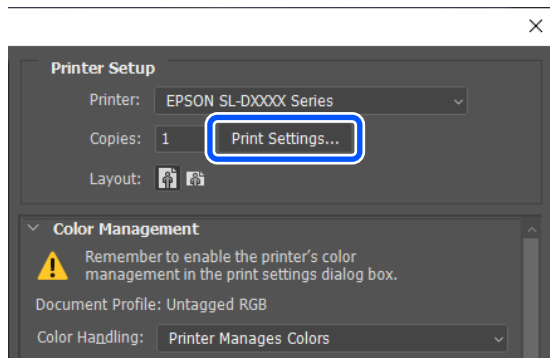 Printer Setup
Printer: EPSON SL-DXXXX Series
Copies: 1 Print Settings...
Layout:
Color Management
Remember to enable the printer's color
management in the print settings dialog box.
Document Profile: Untagged RGB
Color Handling: Printer Manages Colors